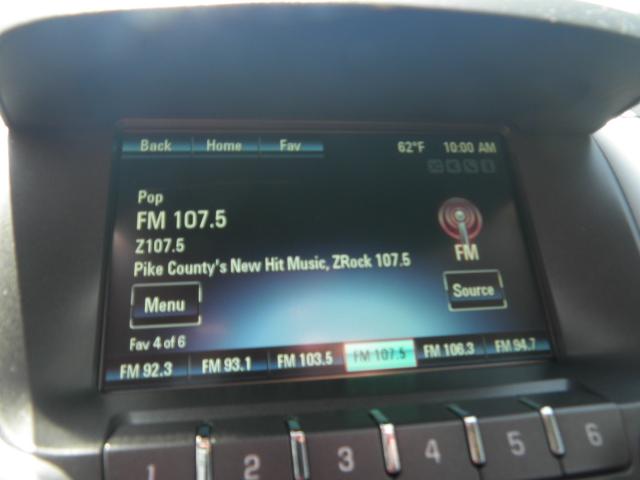 Back Home Fav 62°F 10:00 AM
Pop
FM 107.5
Z107.5
FM
Pike County's New Hit Music, ZRock 107.5
Menu Source
Fav 4 of 6
FM 92.3 FM 93.1 FM 103.5 FM 107.5 FM 106.3 FM 94.7
1 2 3 4 5 6